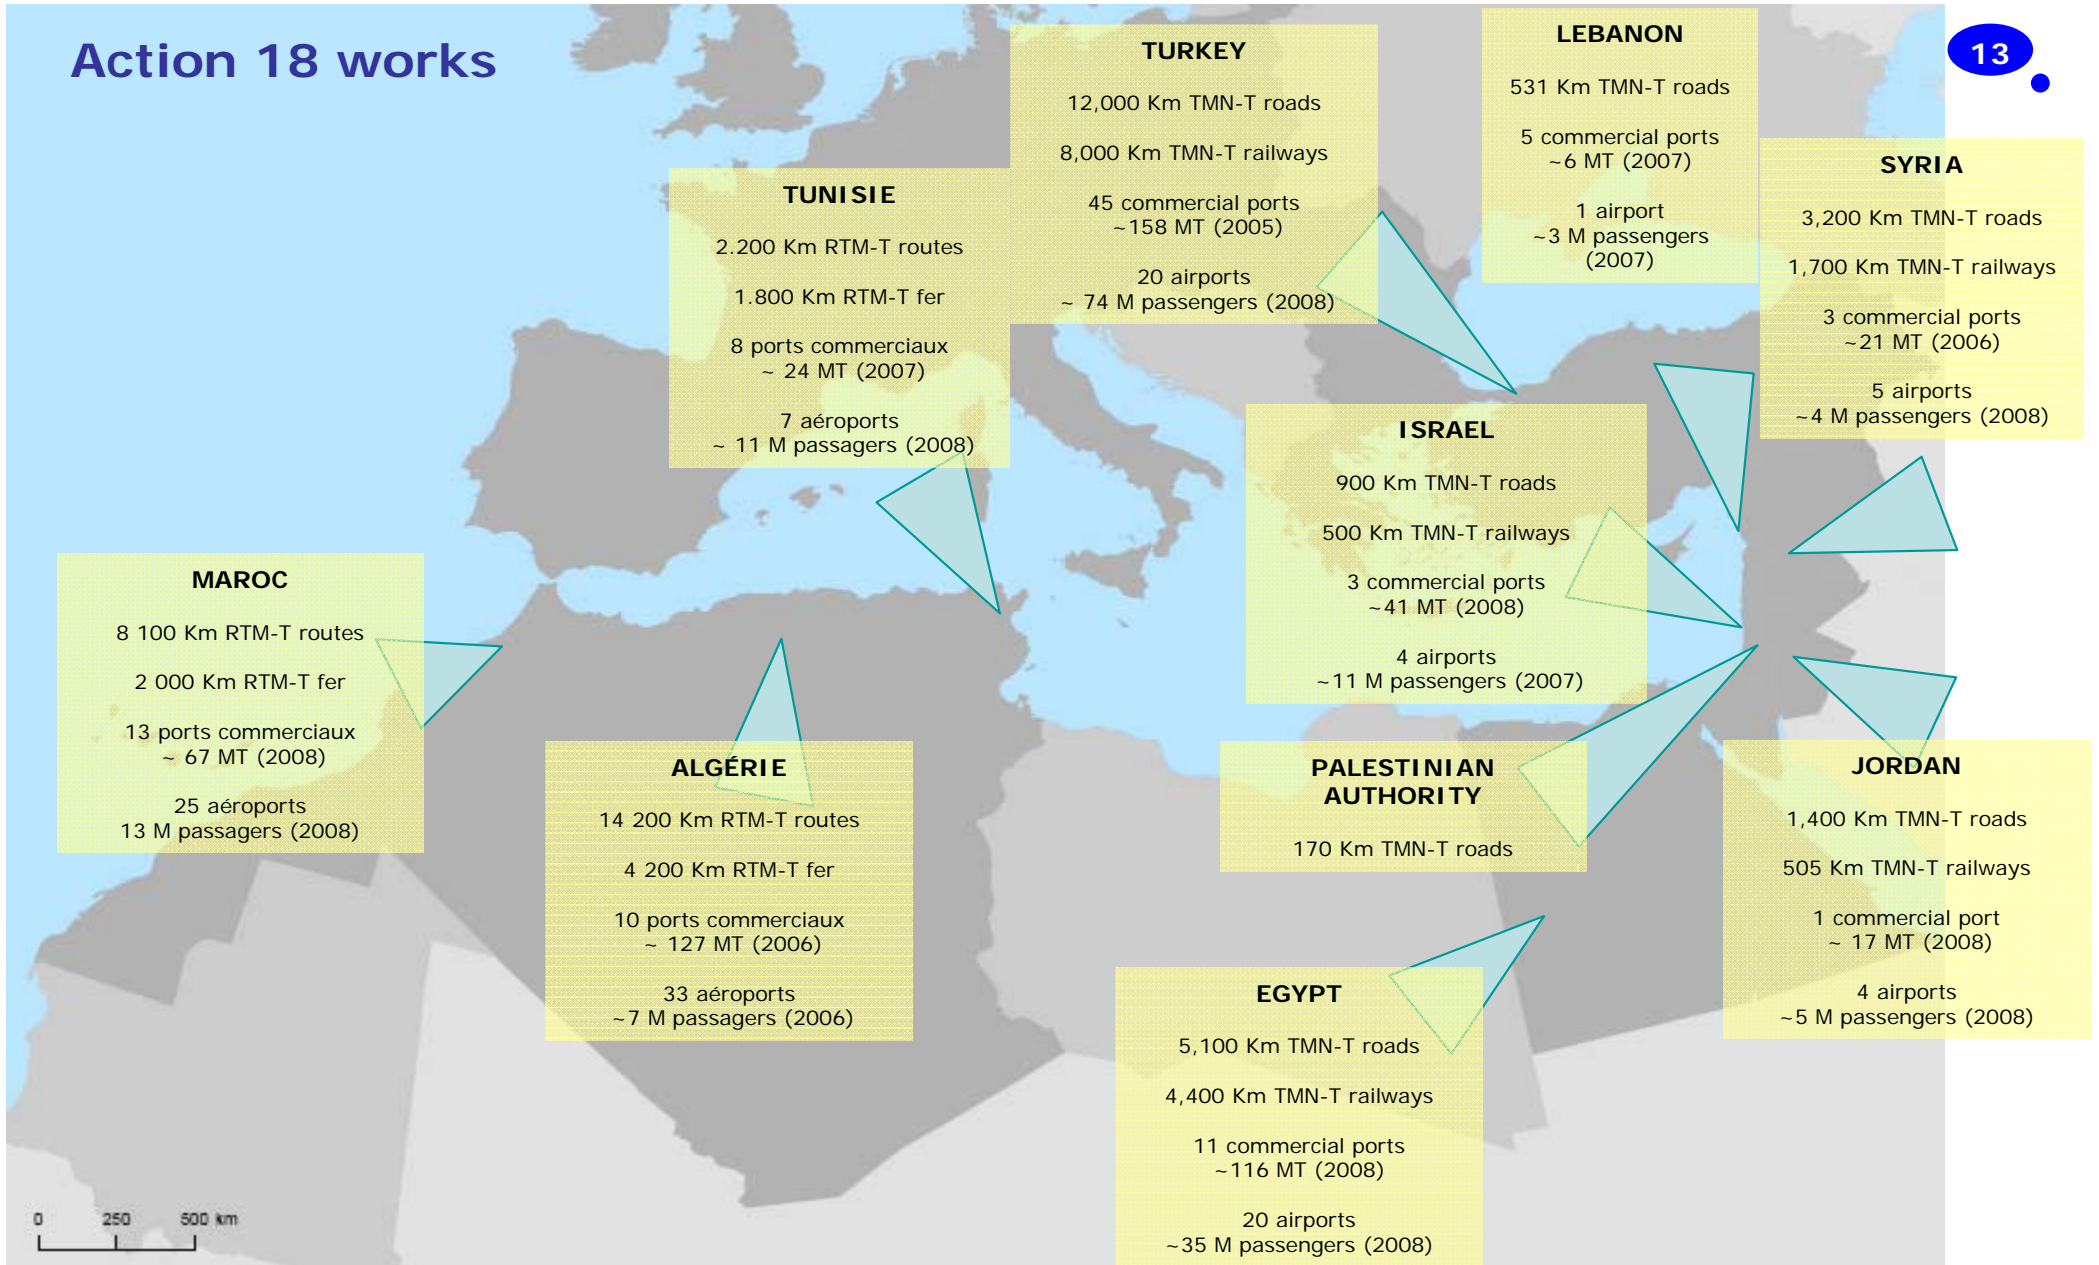 Action 18 works
13
MAROC
8 100 Km RTM-T routes
2 000 Km RTM-T fer
13 ports commerciaux
~ 67 MT (2008)
25 aéroports
13 M passagers (2008)
TUNISIE
2.200 Km RTM-T routes
1.800 Km RTM-T fer
8 ports commerciaux
~ 24 MT (2007)
7 aéroports
~ 11 M passagers (2008)
ALGÉRIE
14 200 Km RTM-T routes
4 200 Km RTM-T fer
10 ports commerciaux
~ 127 MT (2006)
33 aéroports
~7 M passagers (2006)
TURKEY
12,000 Km TMN-T roads
8,000 Km TMN-T railways
45 commercial ports
~158 MT (2005)
20 airports
~ 74 M passengers (2008)
LEBANON
531 Km TMN-T roads
5 commercial ports
~6 MT (2007)
1 airport
~3 M passengers
(2007)
SYRIA
3,200 Km TMN-T roads
1,700 Km TMN-T railways
3 commercial ports
~21 MT (2006)
5 airports
~4 M passengers (2008)
ISRAEL
900 Km TMN-T roads
500 Km TMN-T railways
3 commercial ports
~41 MT (2008)
4 airports
~11 M passengers (2007)
PALESTINIAN
AUTHORITY
170 Km TMN-T roads
JORDAN
1,400 Km TMN-T roads
505 Km TMN-T railways
1 commercial port
~ 17 MT (2008)
4 airports
~5 M passengers (2008)
EGYPT
5,100 Km TMN-T roads
4,400 Km TMN-T railways
11 commercial ports
~116 MT (2008)
20 airports
~35 M passengers (2008)
0 250 500 km